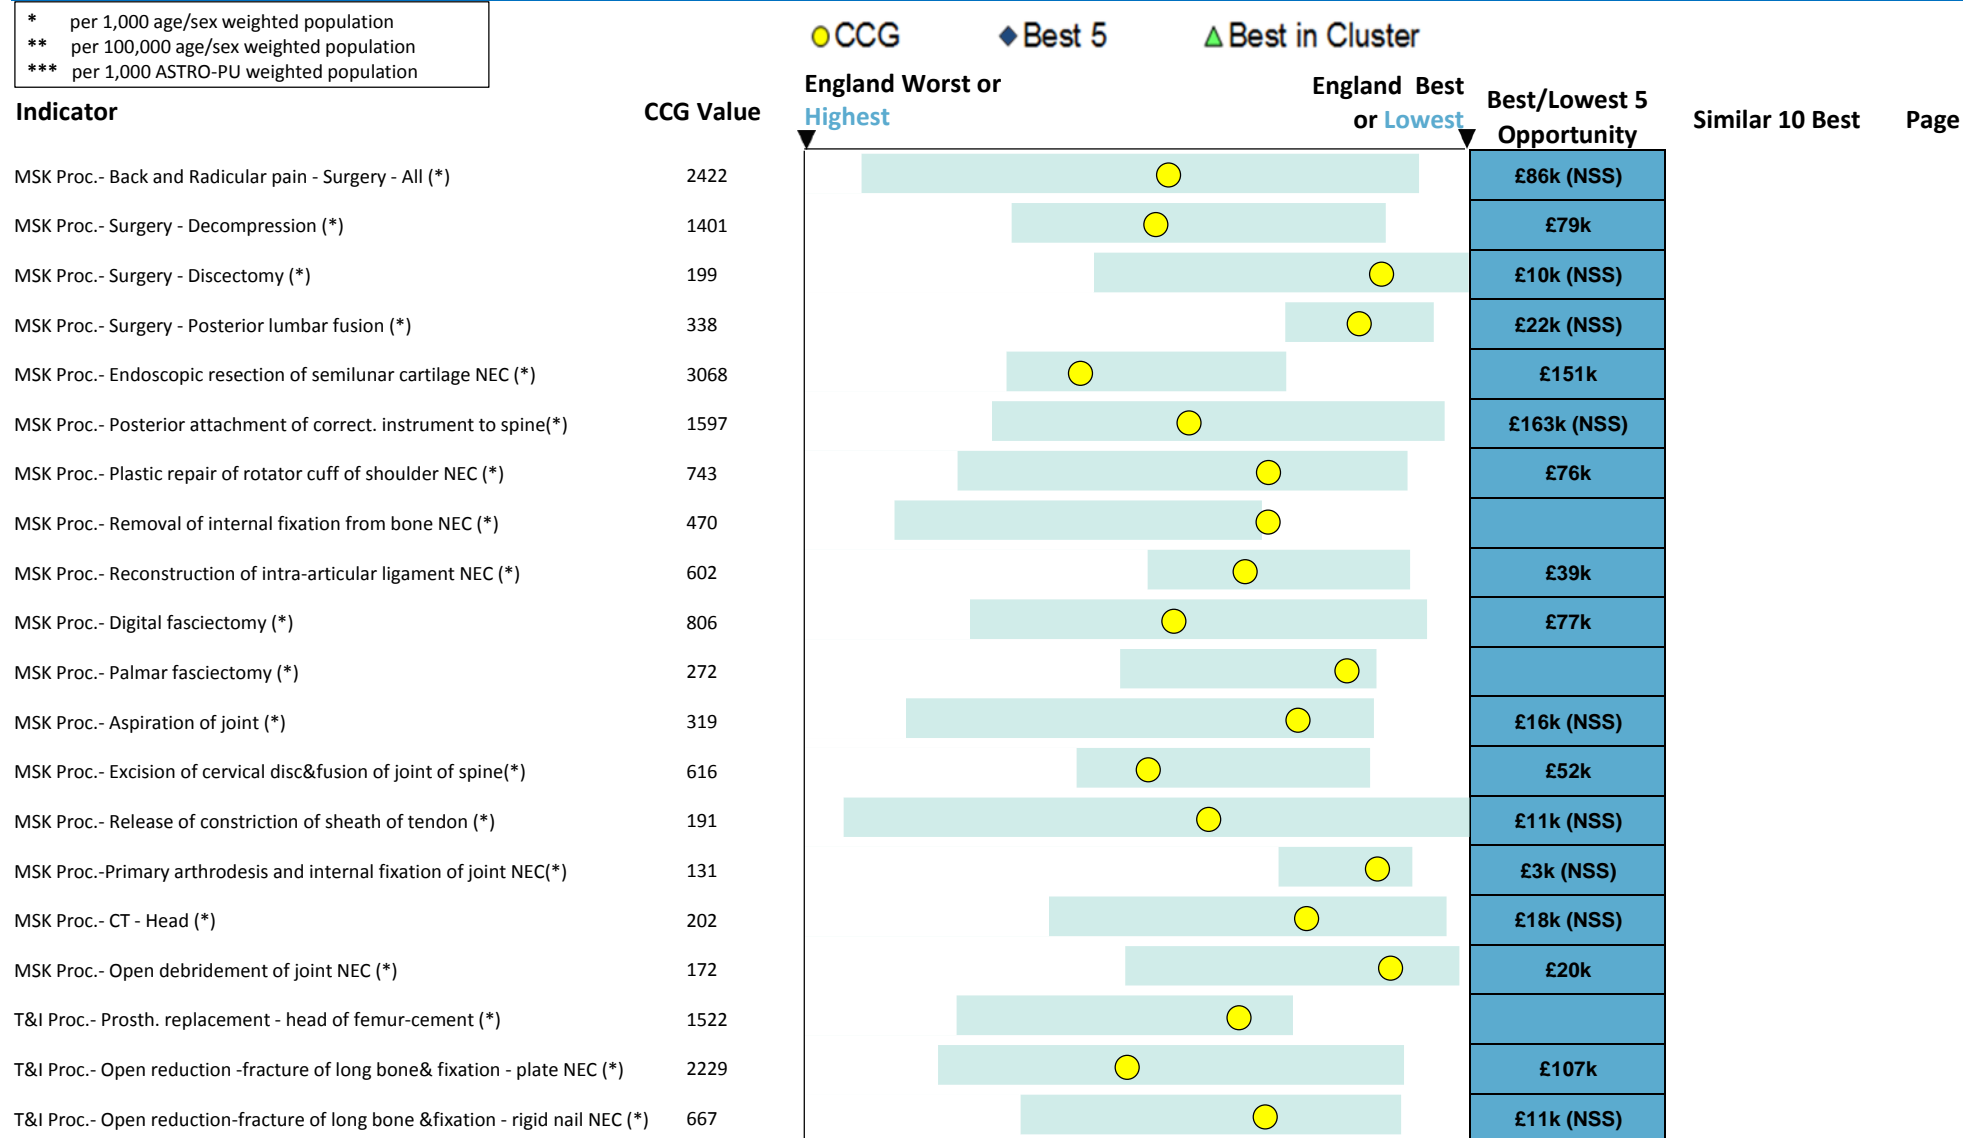 * per 1,000 age/sex weighted population
** per 100,000 age/sex weighted population
*** per 1,000 ASTRO-PU weighted population
CCG Best 5 Best in Cluster
Indicator CCG Value England Worst or Highest England Best or Lowest Best/Lowest 5 Opportunity Similar 10 Best Page
MSK Proc.- Back and Radicular pain - Surgery - All (*) 2422 £86k (NSS)
MSK Proc.- Surgery - Decompression (*) 1401 £79k
MSK Proc.- Surgery - Discectomy (*) 199 £10k (NSS)
MSK Proc.- Surgery - Posterior lumbar fusion (*) 338 £22k (NSS)
MSK Proc.- Endoscopic resection of semilunar cartilage NEC (*) 3068 £151k
MSK Proc.- Posterior attachment of correct. instrument to spine(*) 1597 £163k (NSS)
MSK Proc.- Plastic repair of rotator cuff of shoulder NEC (*) 743 £76k
MSK Proc.- Removal of internal fixation from bone NEC (*) 470
MSK Proc.- Reconstruction of intra-articular ligament NEC (*) 602 £39k
MSK Proc.- Digital fasciectomy (*) 806 £77k
MSK Proc.- Palmar fasciectomy (*) 272
MSK Proc.- Aspiration of joint (*) 319 £16k (NSS)
MSK Proc.- Excision of cervical disc&fusion of joint of spine(*) 616 £52k
MSK Proc.- Release of constriction of sheath of tendon (*) 191 £11k (NSS)
MSK Proc.-Primary arthrodesis and internal fixation of joint NEC(*) 131 £3k (NSS)
MSK Proc.- CT - Head (*) 202 £18k (NSS)
MSK Proc.- Open debridement of joint NEC (*) 172 £20k
T&I Proc.- Prosth. replacement - head of femur-cement (*) 1522
T&I Proc.- Open reduction -fracture of long bone& fixation - plate NEC (*) 2229 £107k
T&I Proc.- Open reduction-fracture of long bone &fixation - rigid nail NEC (*) 667 £11k (NSS)